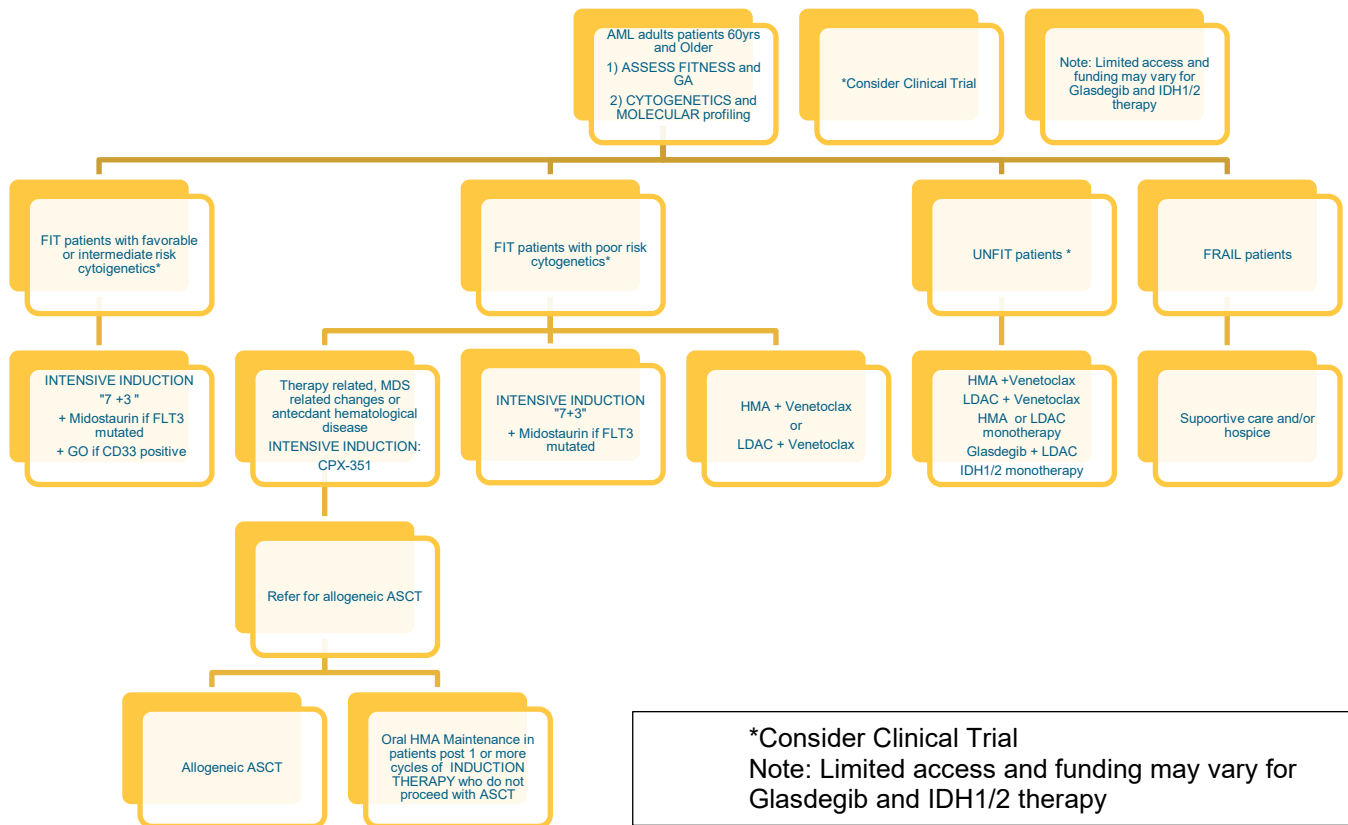 AML adults patients 60yrs
and Older
1) ASSESS FITNESS and
GA
2) CYTOGENETICS and
MOLECULAR profiling
*Consider Clinical Trial
Note: Limited access and
funding may vary for
Glasdegib and IDH1/2
therapy
FIT patients with favorable
or intermediate risk
cytoigenetics*
FIT patients with poor risk
cytogenetics*
UNFIT patients *
FRAIL patients
INTENSIVE INDUCTION
"7 +3 "
+ Midostaurin if FLT3
mutated
+ GO if CD33 positive
Therapy related, MDS
related changes or
antecdant hematological
disease
INTENSIVE INDUCTION:
CPX-351
INTENSIVE INDUCTION
"7+3"
+ Midostaurin if FLT3
mutated
HMA + Venetoclax
or
LDAC + Venetoclax
HMA +Venetoclax
LDAC + Venetoclax
HMA or LDAC
monotherapy
Glasdegib + LDAC
IDH1/2 monotherapy
Supoortive care and/or
hospice
Refer for allogeneic ASCT
Allogeneic ASCT
Oral HMA Maintenance in
patients post 1 or more
cycles of INDUCTION
THERAPY who do not
proceed with ASCT
*Consider Clinical Trial
Note: Limited access and funding may vary for
Glasdegib and IDH1/2 therapy